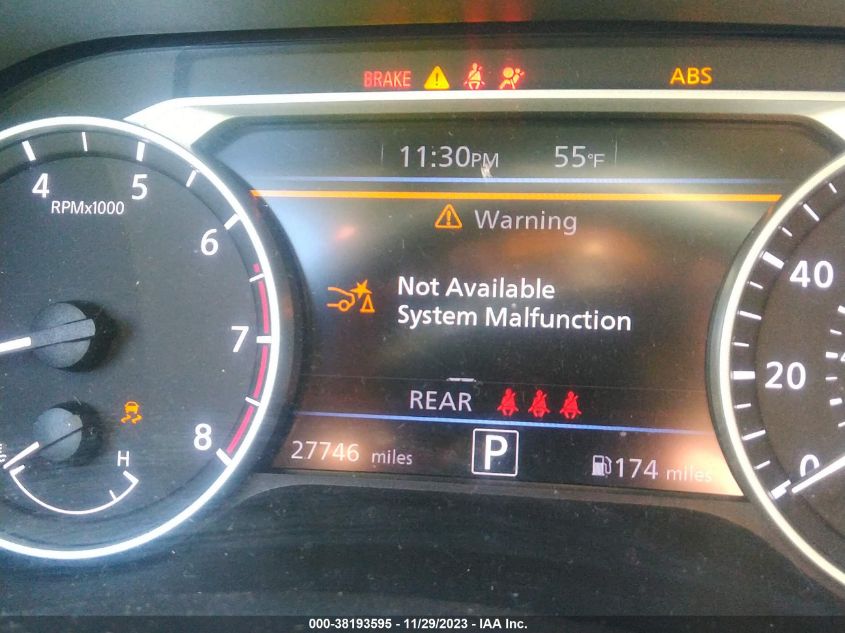 BRAKE
ABS
11:30PM 55°F
Warning
Not Available
System Malfunction
REAR
27746 miles
P
174 miles
4
5
6
7
8
RPMx1000
H
40
20
0
000-38193595 - 11/29/2023 - IAA Inc.